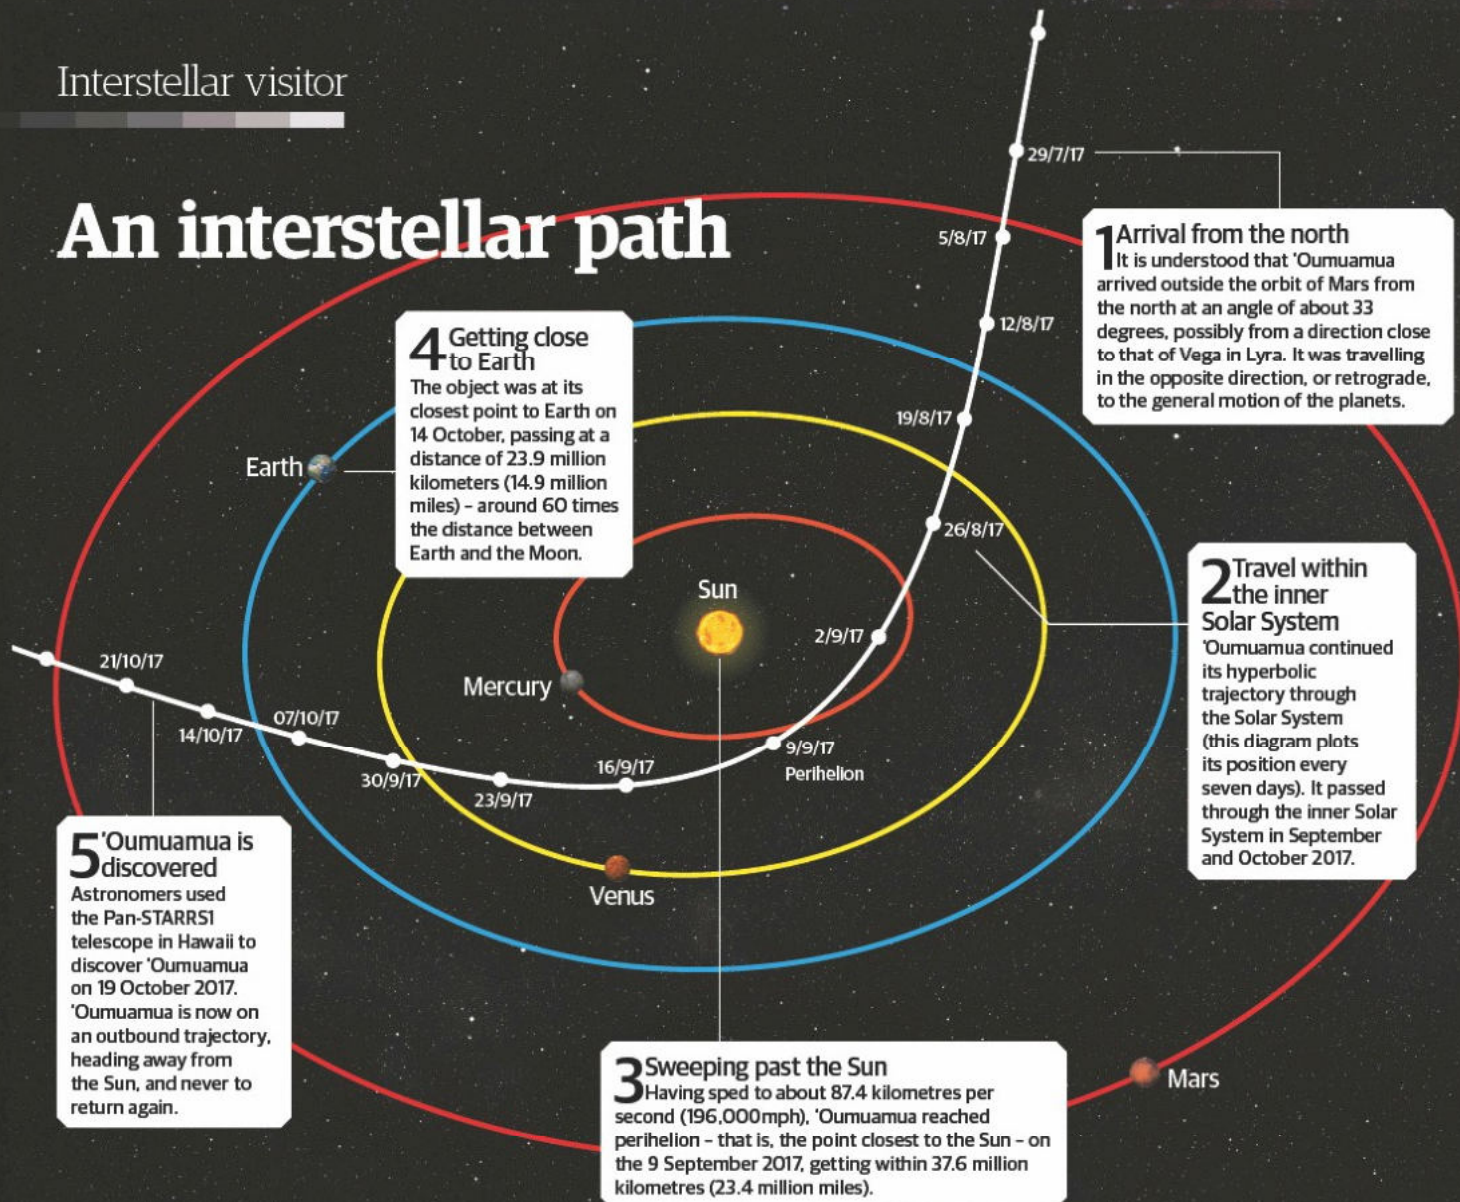 Interstellar visitor
An interstellar path
29/7/17
5/8/17
12/8/17
19/8/17
26/8/17
2/9/17
9/9/17
Perihelion
16/9/17
23/9/17
30/9/17
07/10/17
14/10/17
21/10/17
Sun
Mercury
Venus
Earth
Mars
1 Arrival from the north
It is understood that 'Oumuamua
arrived outside the orbit of Mars from
the north at an angle of about 33
degrees, possibly from a direction close
to that of Vega in Lyra. It was travelling
in the opposite direction, or retrograde,
to the general motion of the planets.
2 Travel within
the inner
Solar System
'Oumuamua continued
its hyperbolic
trajectory through
the Solar System
(this diagram plots
its position every
seven days). It passed
through the inner Solar
System in September
and October 2017.
3 Sweeping past the Sun
Having sped to about 87.4 kilometres per
second (196,000mph), 'Oumuamua reached
perihelion – that is, the point closest to the Sun – on
the 9 September 2017, getting within 37.6 million
kilometres (23.4 million miles).
4 Getting close
to Earth
The object was at its
closest point to Earth on
14 October, passing at a
distance of 23.9 million
kilometers (14.9 million
miles) – around 60 times
the distance between
Earth and the Moon.
5 'Oumuamua is
discovered
Astronomers used
the Pan-STARRS1
telescope in Hawaii to
discover 'Oumuamua
on 19 October 2017.
'Oumuamua is now on
an outbound trajectory,
heading away from
the Sun, and never to
return again.